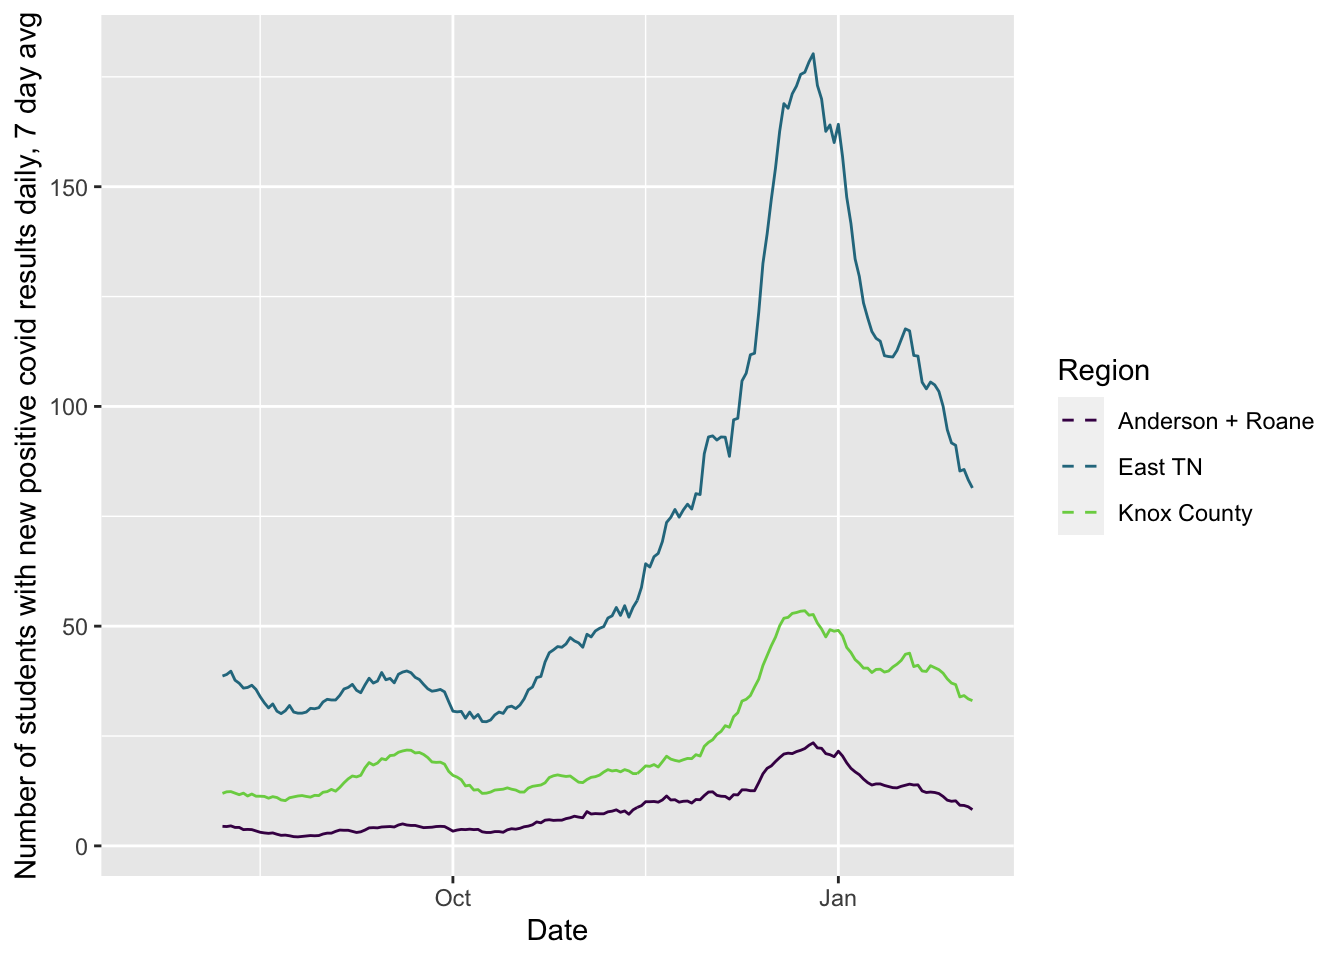 Number of students with new positive covid results daily, 7 day avg
150
100
50
0
Oct
Jan
Date
Region
Anderson + Roane
East TN
Knox County